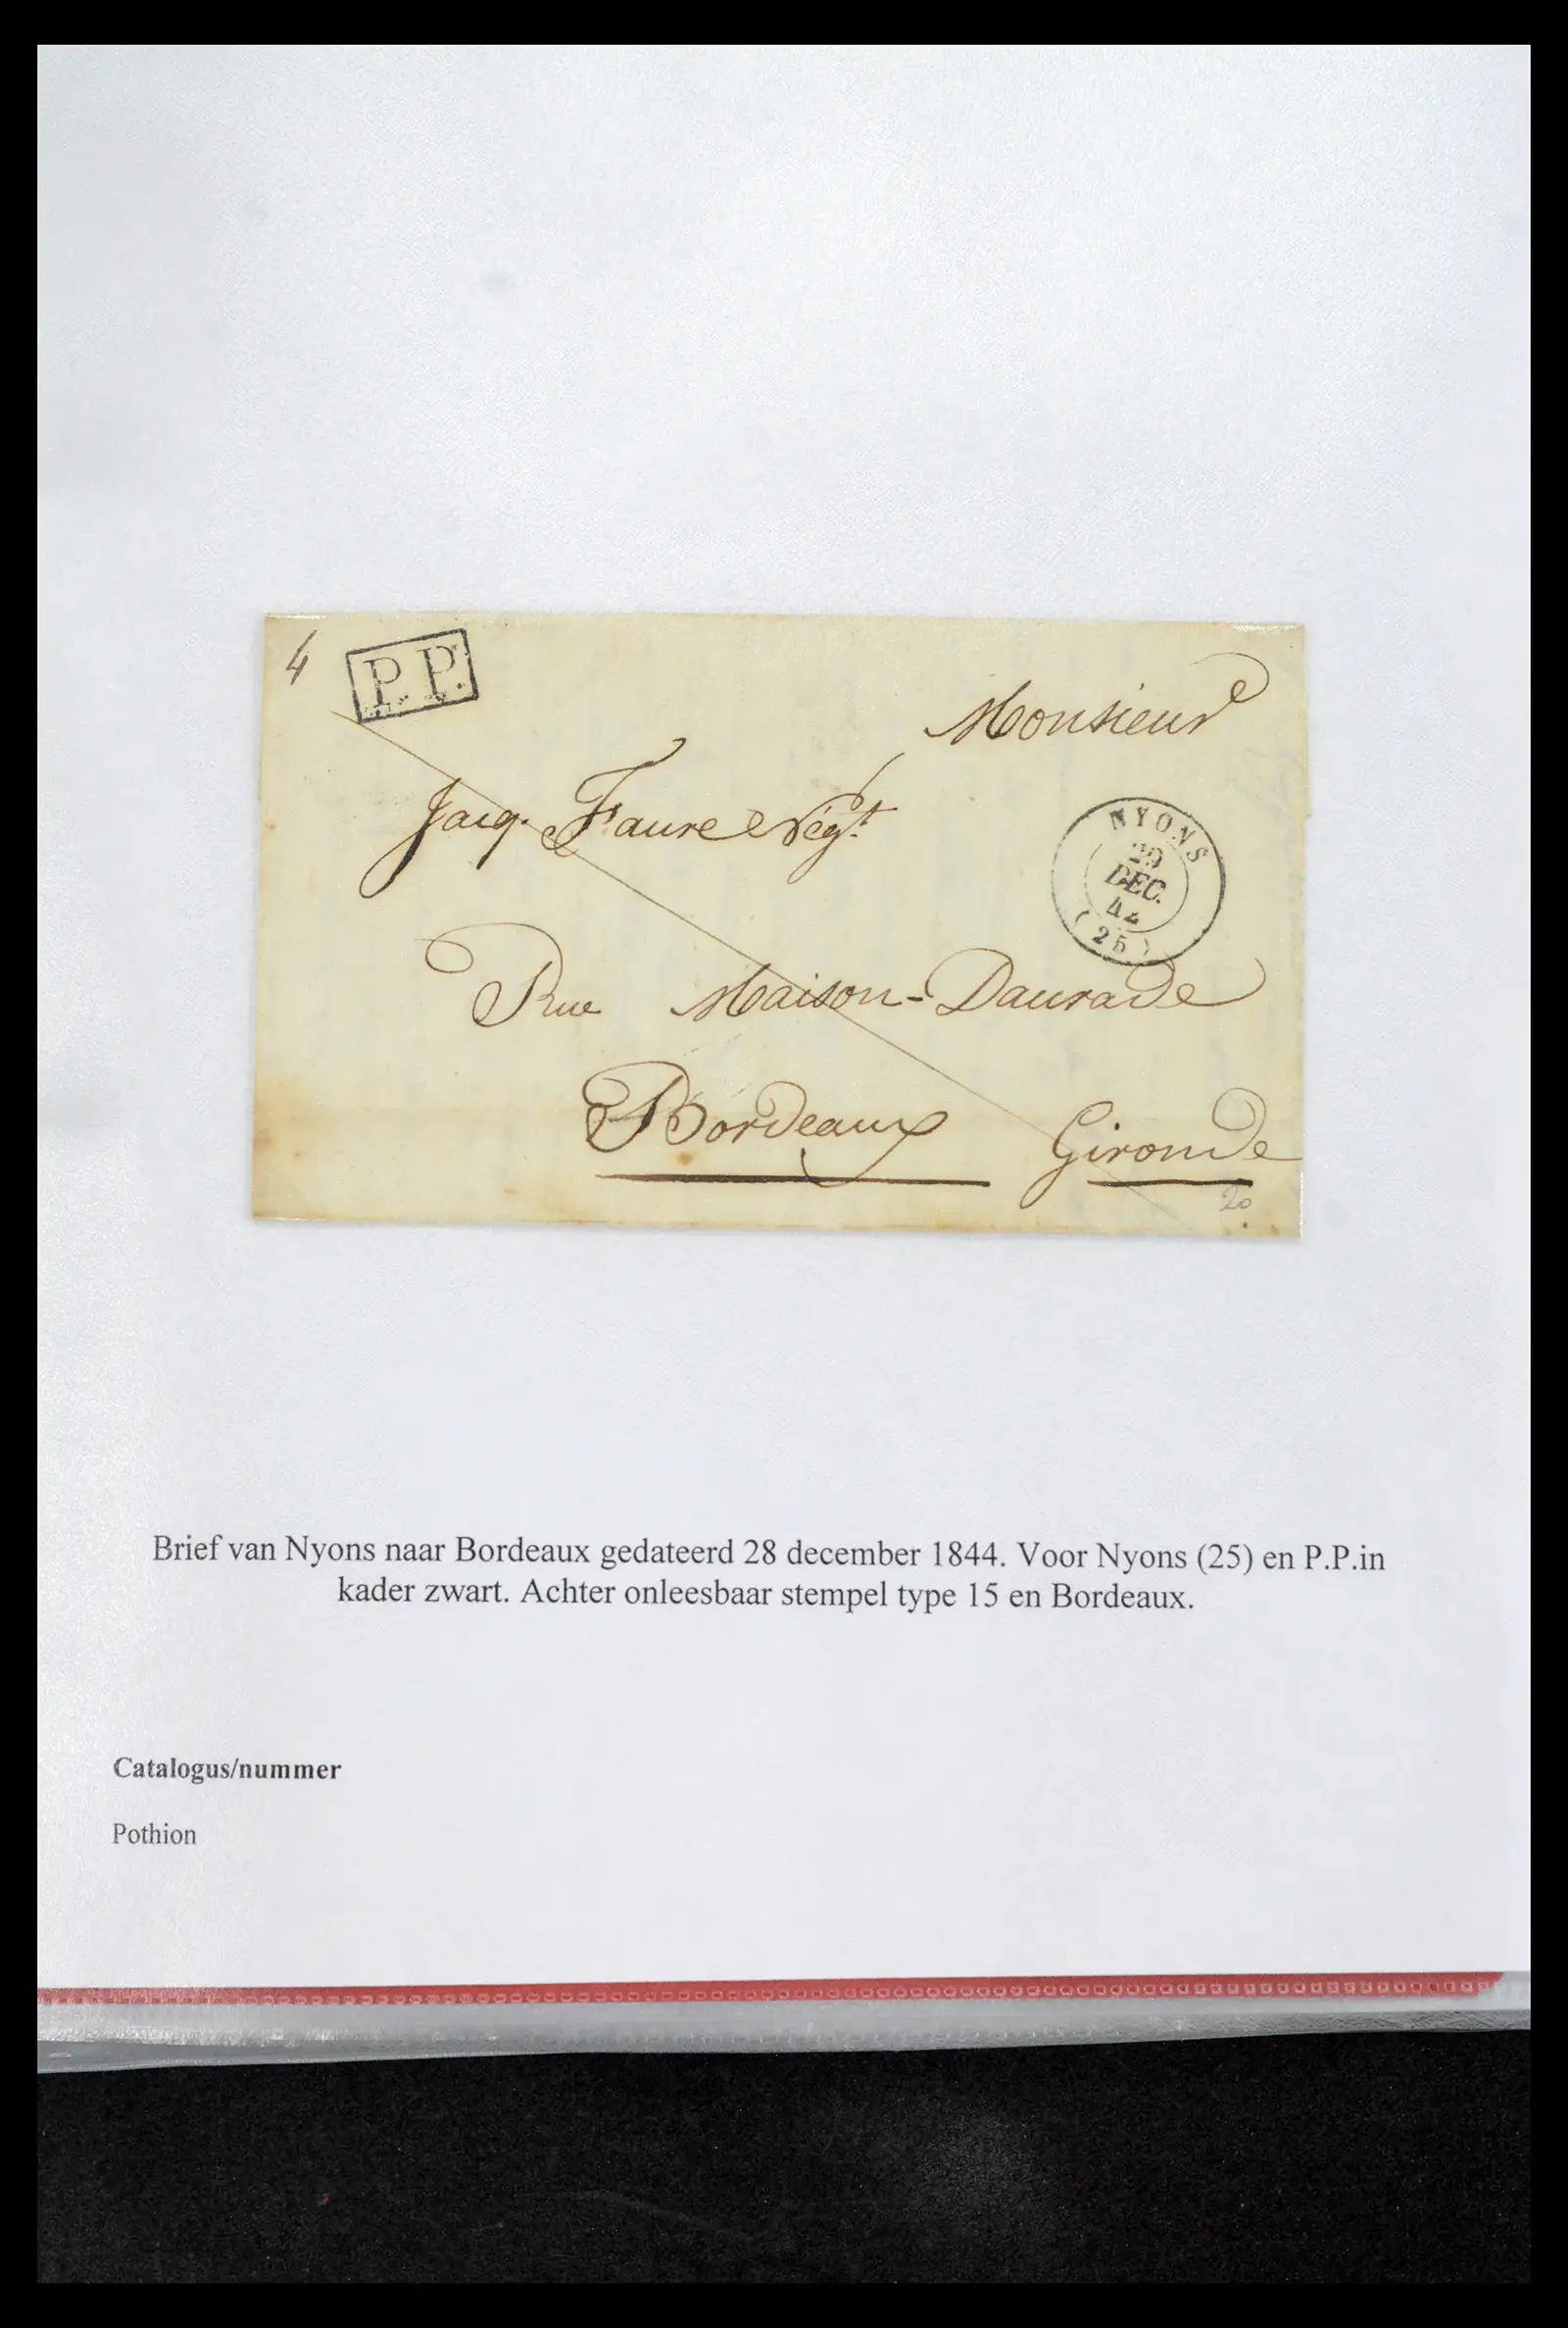 4
P.P.
Monsieur
Jacq. Faure Négt
NYONS
29
DEC.
44
(25)
Rue Maison-Daurade
Bordeaux Gironde
20
Brief van Nyons naar Bordeaux gedateerd 28 december 1844. Voor Nyons (25) en P.P.in
kader zwart. Achter onleesbaar stempel type 15 en Bordeaux.
Catalogus/nummer
Pothion